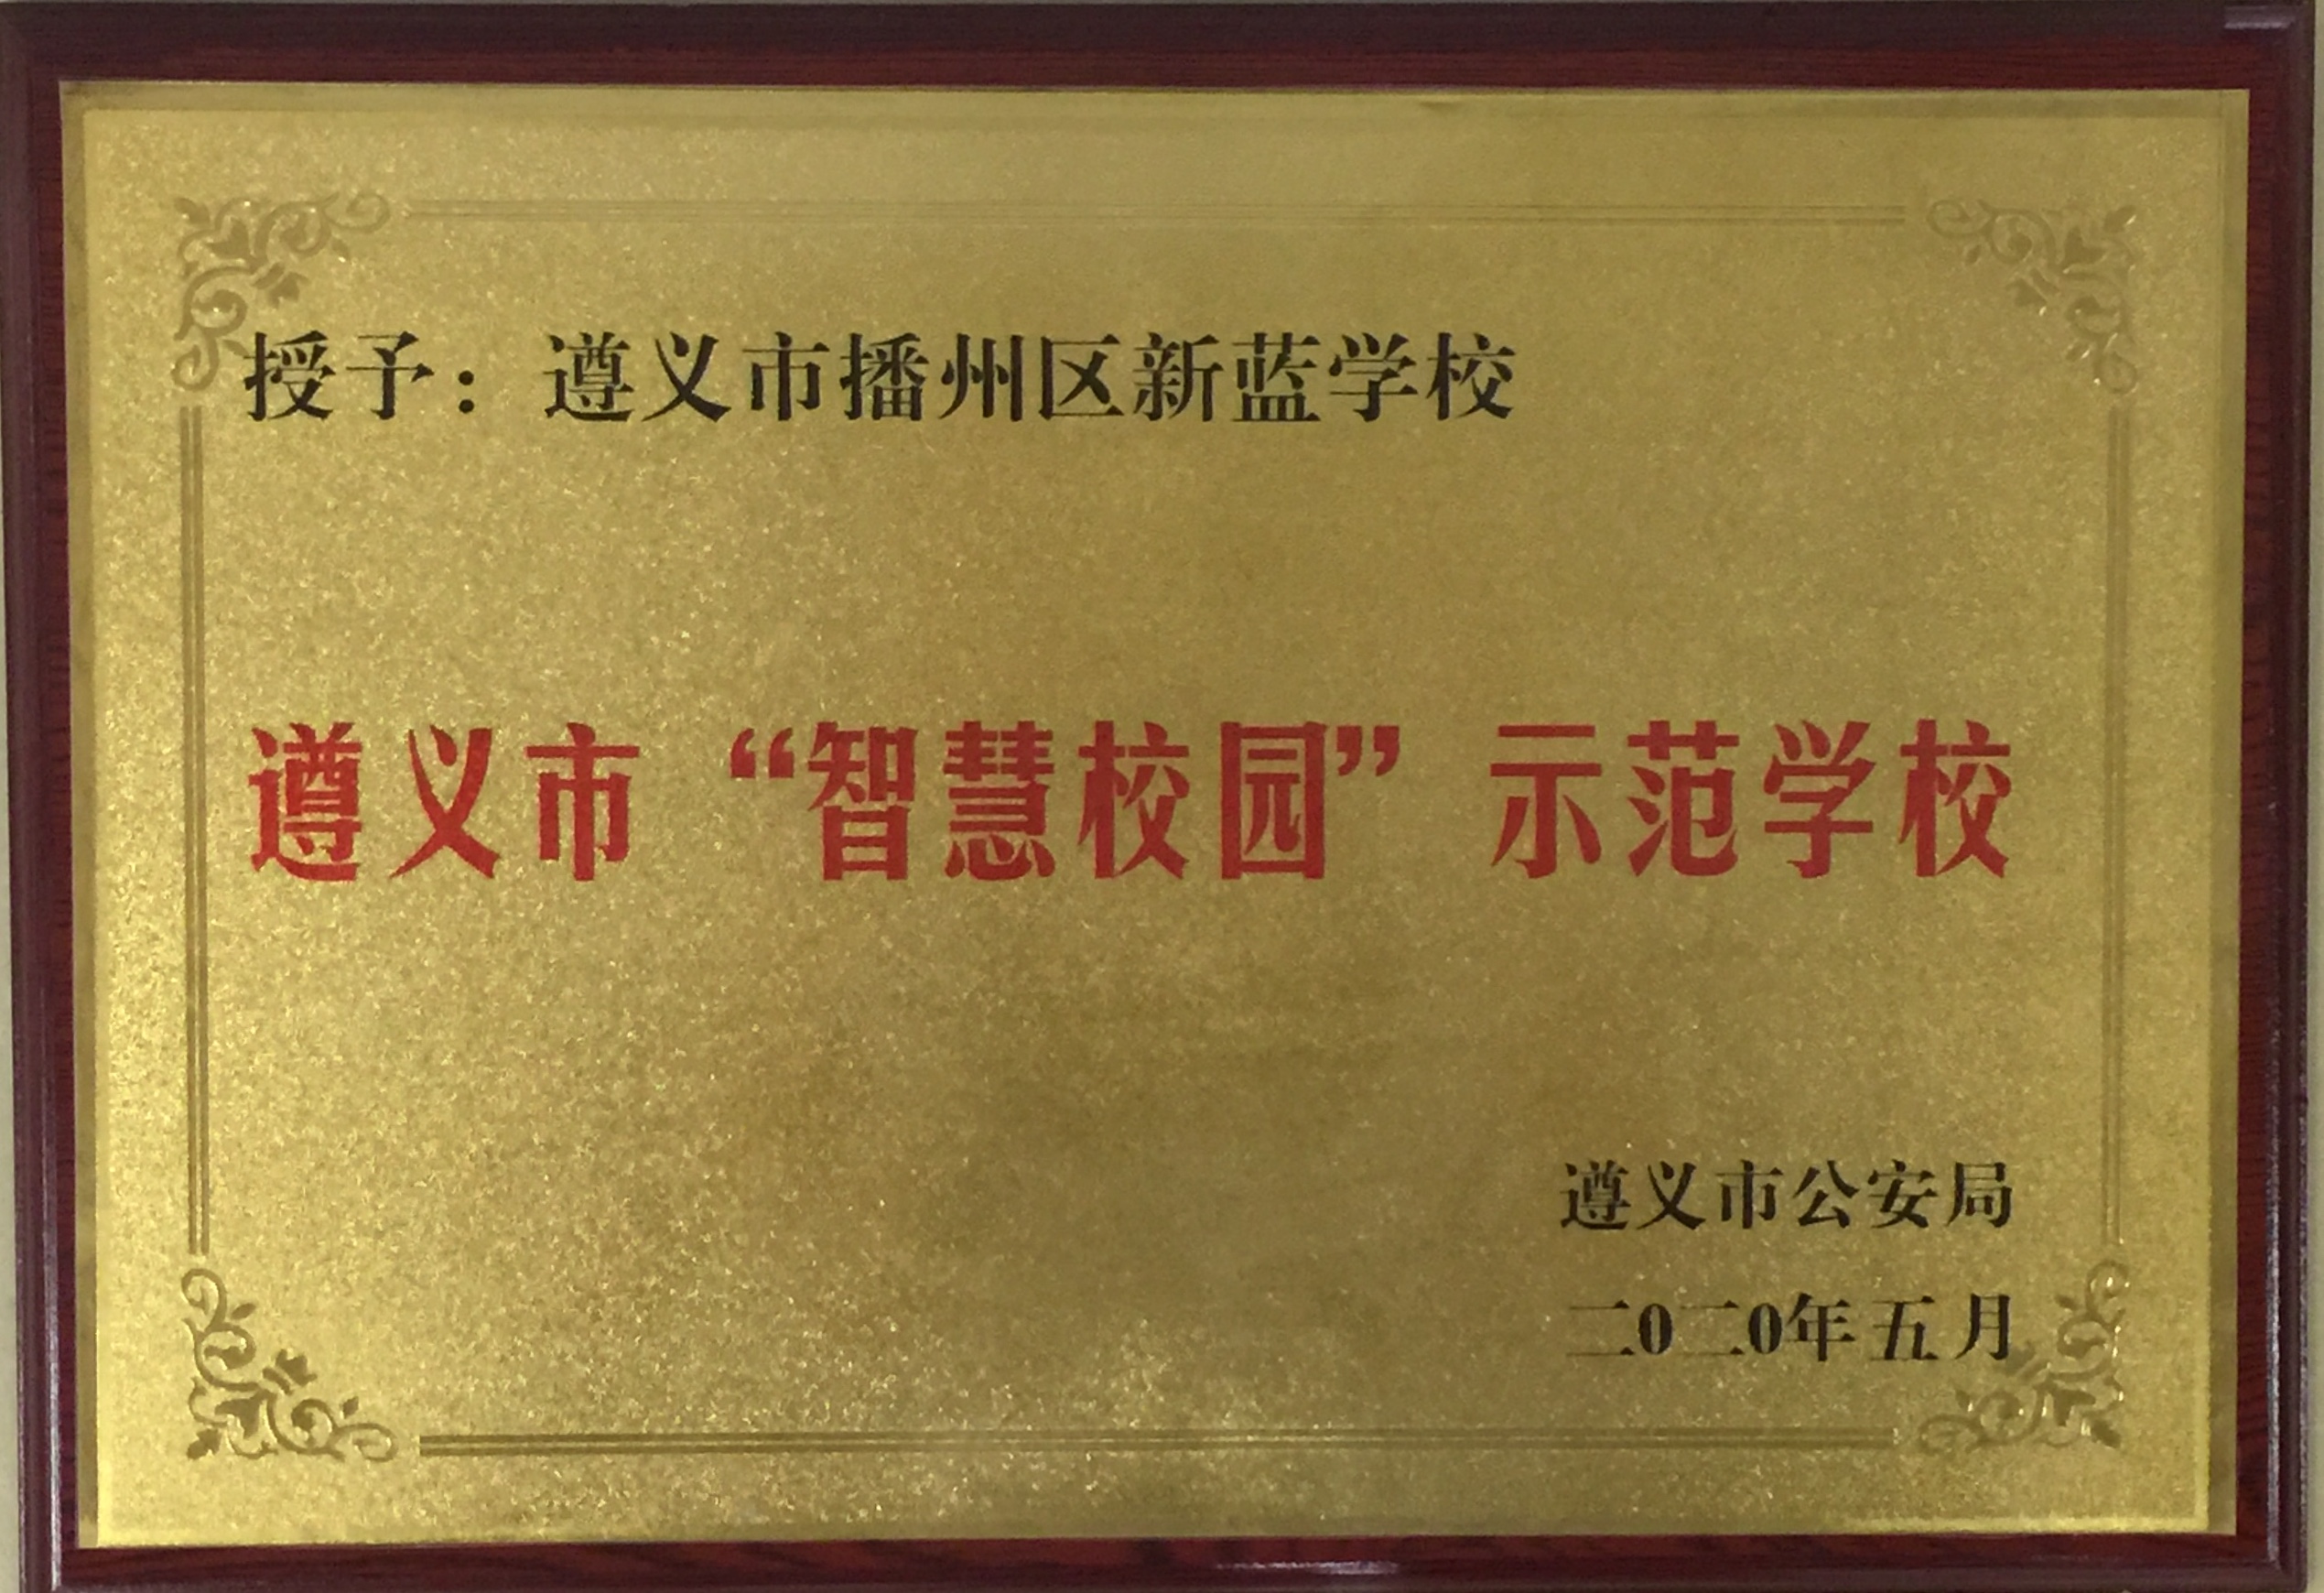 授予：遵义市播州区新蓝学校
遵义市“智慧校园”示范学校
遵义市公安局
二0二0年五月